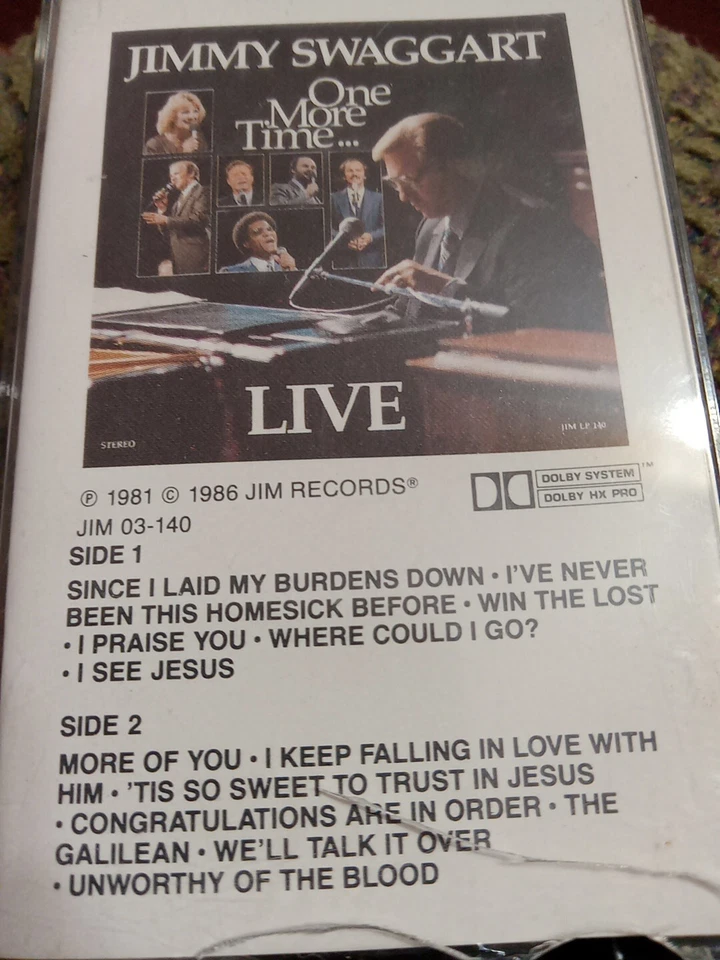 JIMMY SWAGGART
One
More
Time...
LIVE
STEREO
JIM LP 140
℗ 1981 © 1986 JIM RECORDS®
DOLBY SYSTEM™
DOLBY HX PRO
JIM 03-140
SIDE 1
SINCE I LAID MY BURDENS DOWN • I'VE NEVER
BEEN THIS HOMESICK BEFORE • WIN THE LOST
• I PRAISE YOU • WHERE COULD I GO?
• I SEE JESUS
SIDE 2
MORE OF YOU • I KEEP FALLING IN LOVE WITH
HIM • 'TIS SO SWEET TO TRUST IN JESUS
• CONGRATULATIONS ARE IN ORDER • THE
GALILEAN • WE'LL TALK IT OVER
• UNWORTHY OF THE BLOOD